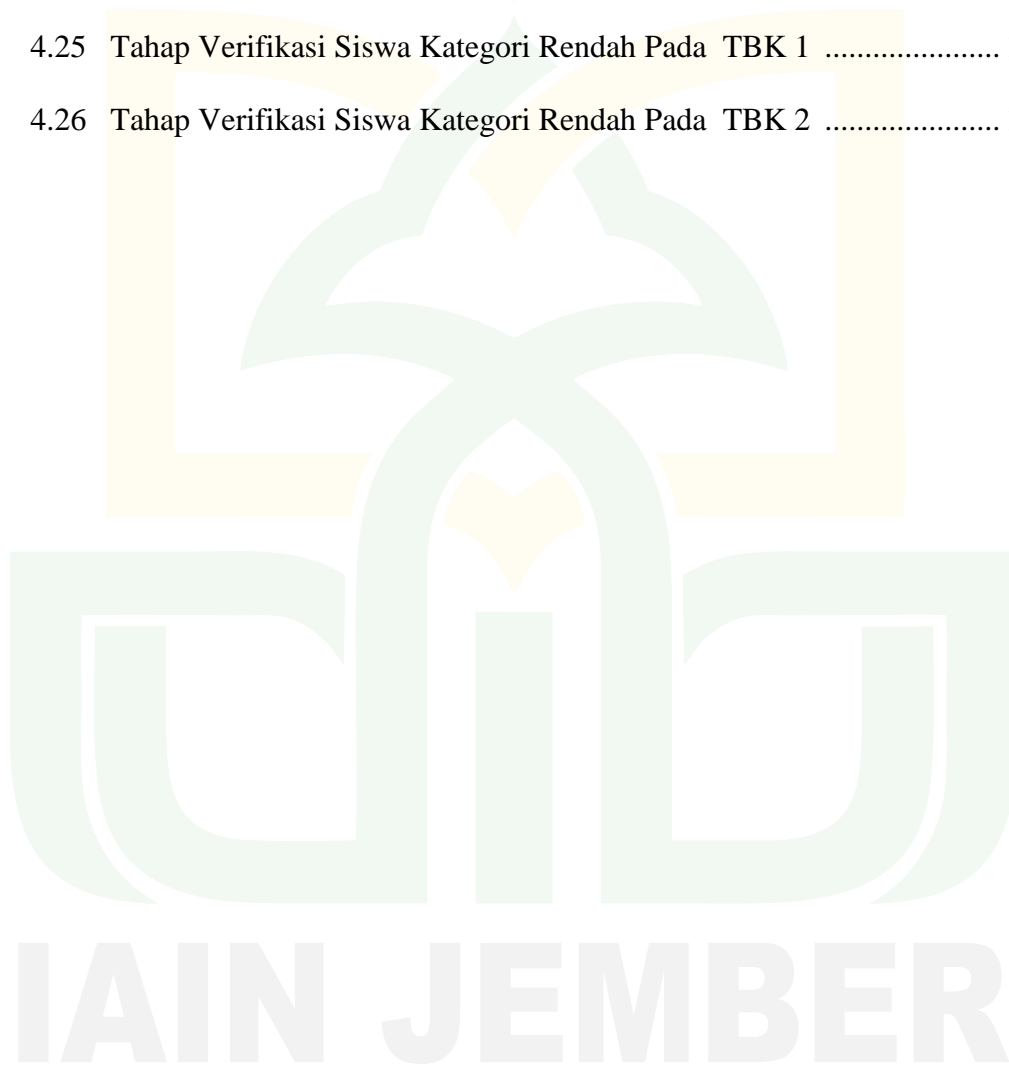 4.25 Tahap Verifikasi Siswa Kategori Rendah Pada TBK 1 ......................
4.26 Tahap Verifikasi Siswa Kategori Rendah Pada TBK 2 ......................
IAIN JEMBER